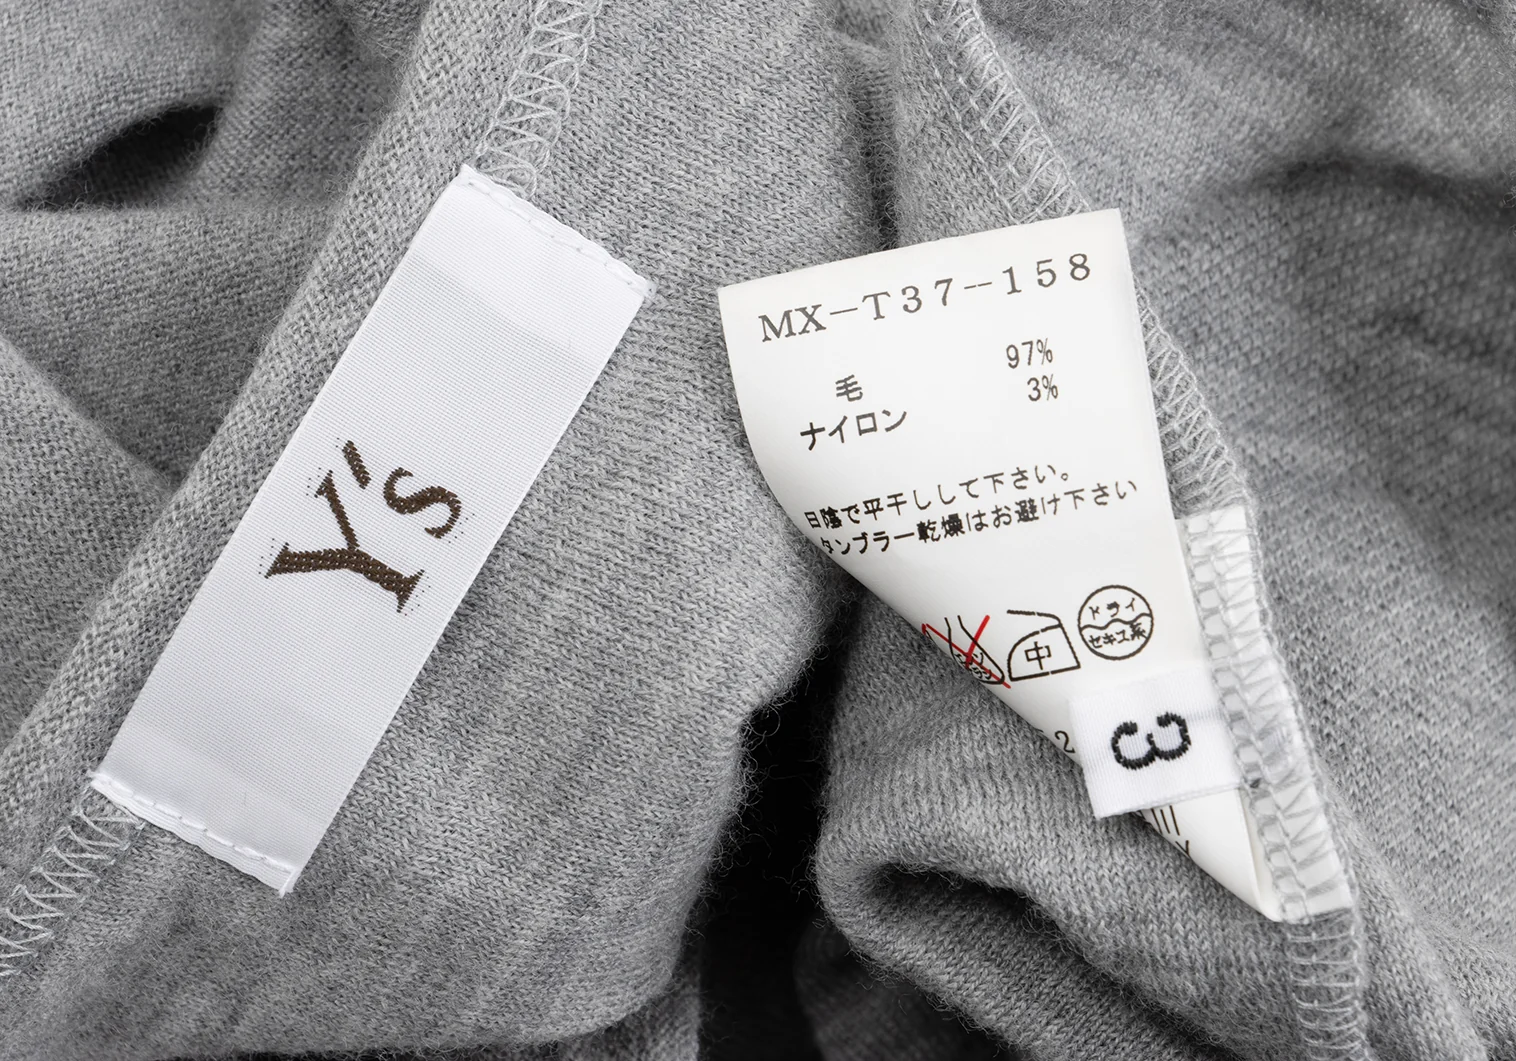 Y's
MX-T37-158
毛 97%
ナイロン 3%
日陰で平干しして下さい。
タンブラー乾燥はお避け下さい
中
ドライ
セキユ系
3
2